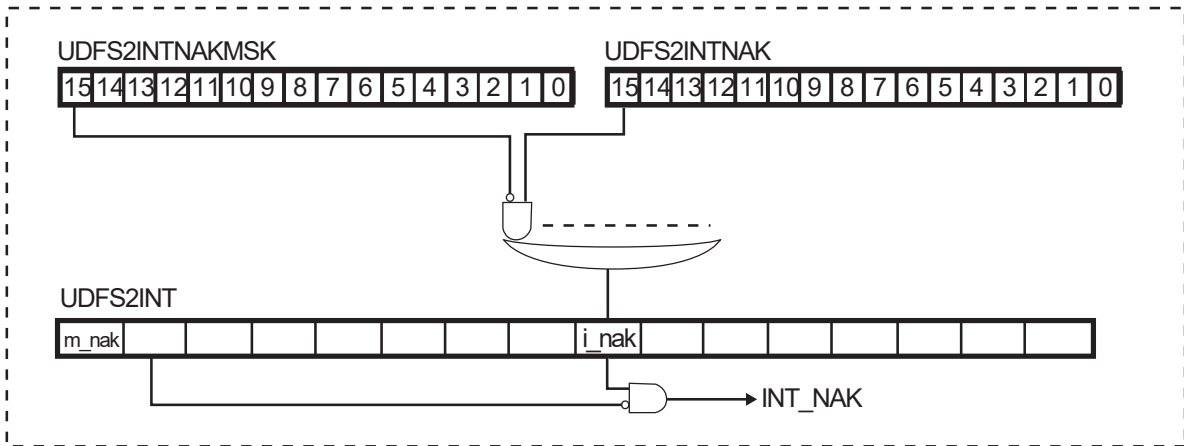 UDFS2INTNAKMSK
UDFS2INTNAK
15 14 13 12 11 10 9 8 7 6 5 4 3 2 1 0
15 14 13 12 11 10 9 8 7 6 5 4 3 2 1 0
UDFS2INT
m_nak
i_nak
INT_NAK